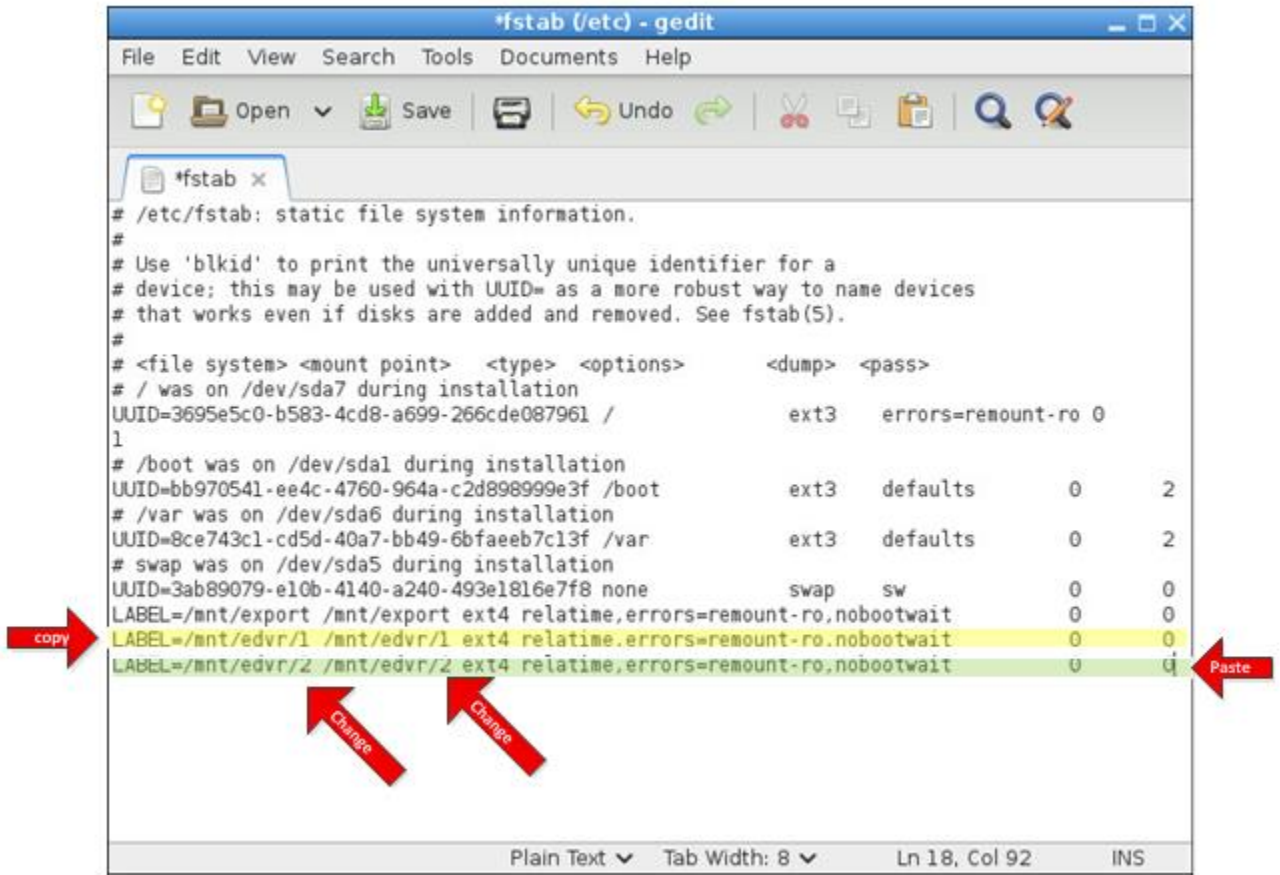 *fstab (/etc) - gedit
File Edit View Search Tools Documents Help
Open Save Undo
*fstab
# /etc/fstab: static file system information.
#
# Use 'blkid' to print the universally unique identifier for a
# device; this may be used with UUID= as a more robust way to name devices
# that works even if disks are added and removed. See fstab(5).
#
# <file system> <mount point>   <type>  <options>       <dump>  <pass>
# / was on /dev/sda7 during installation
UUID=3695e5c0-b583-4cd8-a699-266cde087961 /               ext3    errors=remount-ro 0
1
# /boot was on /dev/sda1 during installation
UUID=bb970541-ee4c-4760-964a-c2d898999e3f /boot           ext3    defaults        0       2
# /var was on /dev/sda6 during installation
UUID=8ce743c1-cd5d-40a7-bb49-6bfaeeb7c13f /var            ext3    defaults        0       2
# swap was on /dev/sda5 during installation
UUID=3ab89079-e10b-4140-a240-493e1816e7f8 none            swap    sw              0       0
LABEL=/mnt/export /mnt/export ext4 relatime,errors=remount-ro,nobootwait          0       0
copy
LABEL=/mnt/edvr/1 /mnt/edvr/1 ext4 relatime,errors=remount-ro,nobootwait          0       0
LABEL=/mnt/edvr/2 /mnt/edvr/2 ext4 relatime,errors=remount-ro,nobootwait          0       0
Paste
Change
Change
Plain Text Tab Width: 8 Ln 18, Col 92 INS